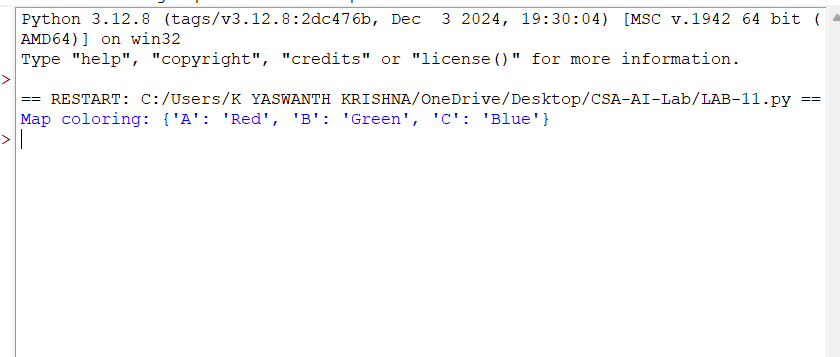 Python 3.12.8 (tags/v3.12.8:2dc476b, Dec  3 2024, 19:30:04) [MSC v.1942 64 bit (
AMD64)] on win32
Type "help", "copyright", "credits" or "license()" for more information.
>
== RESTART: C:/Users/K YASWANTH KRISHNA/OneDrive/Desktop/CSA-AI-Lab/LAB-11.py ==
Map coloring: {'A': 'Red', 'B': 'Green', 'C': 'Blue'}
>